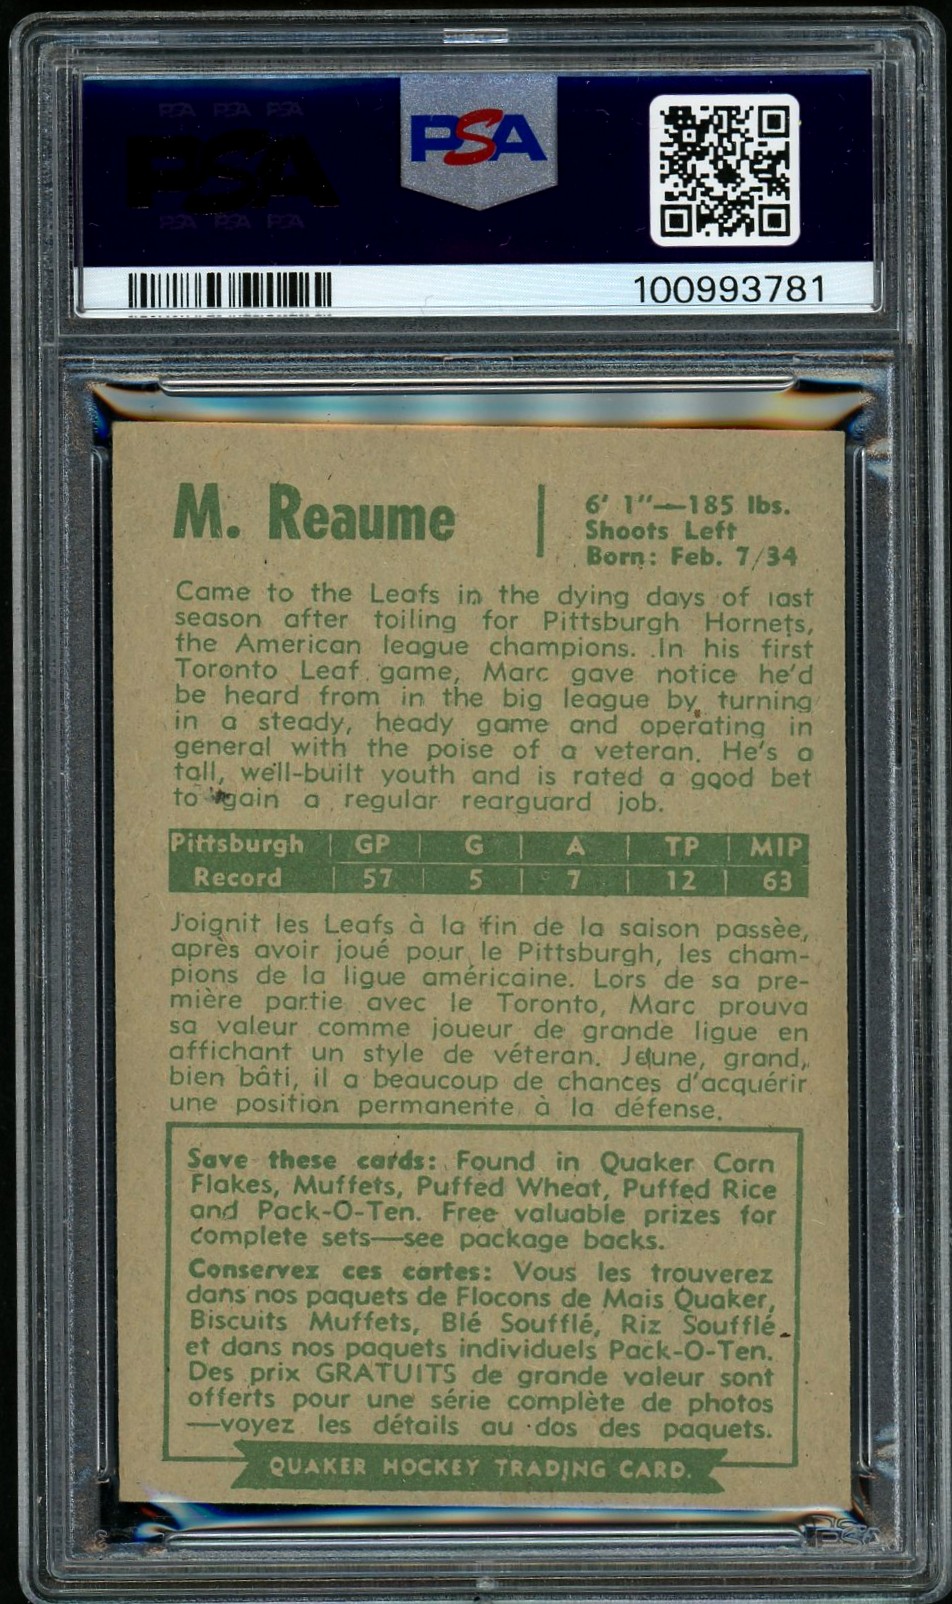 PSA PSA PSA
PSA
PSA PSA PSA
PSA
100993781
M. Reaume
6' 1"—185 lbs.
Shoots Left
Born: Feb. 7/34
Came to the Leafs in the dying days of last
season after toiling for Pittsburgh Hornets,
the American league champions. In his first
Toronto Leaf game, Marc gave notice he'd
be heard from in the big league by turning
in a steady, heady game and operating in
general with the poise of a veteran. He's a
tall, well-built youth and is rated a good bet
to gain a regular rearguard job.
Pittsburgh | GP | G | A | TP | MIP
Record | 57 | 5 | 7 | 12 | 63
Joignit les Leafs à la fin de la saison passèe,
après avoir joué pour le Pittsburgh, les cham-
pions de la ligue américaine. Lors de sa pre-
mière partie avec le Toronto, Marc prouva
sa valeur comme joueur de grande ligue en
affichant un style de véteran. Jeune, grand,
bien bâti, il a beaucoup de chances d'acquérir
une position permanente à la défense.
Save these cards: Found in Quaker Corn
Flakes, Muffets, Puffed Wheat, Puffed Rice
and Pack-O-Ten. Free valuable prizes for
complete sets—see package backs.
Conservez ces cartes: Vous les trouverez
dans nos paquets de Flocons de Mais Quaker,
Biscuits Muffets, Blé Soufflé, Riz Soufflé
et dans nos paquets individuels Pack-O-Ten.
Des prix GRATUITS de grande valeur sont
offerts pour une série complète de photos
—voyez les détails au dos des paquets.
QUAKER HOCKEY TRADING CARD.
PSA